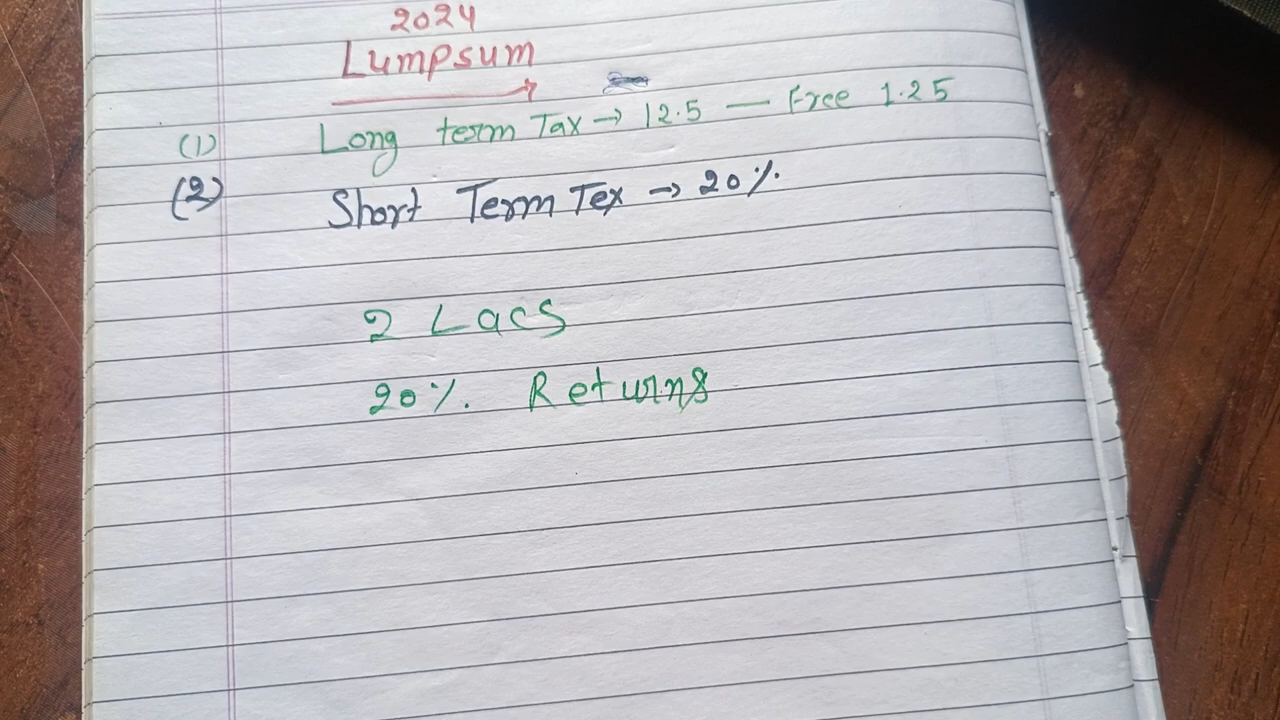 2024
Lumpsum
(1) Long term Tax → 12.5 — Free 1.25
(2) Short Term Tex → 20%.
2 Lacs
20%. Returns